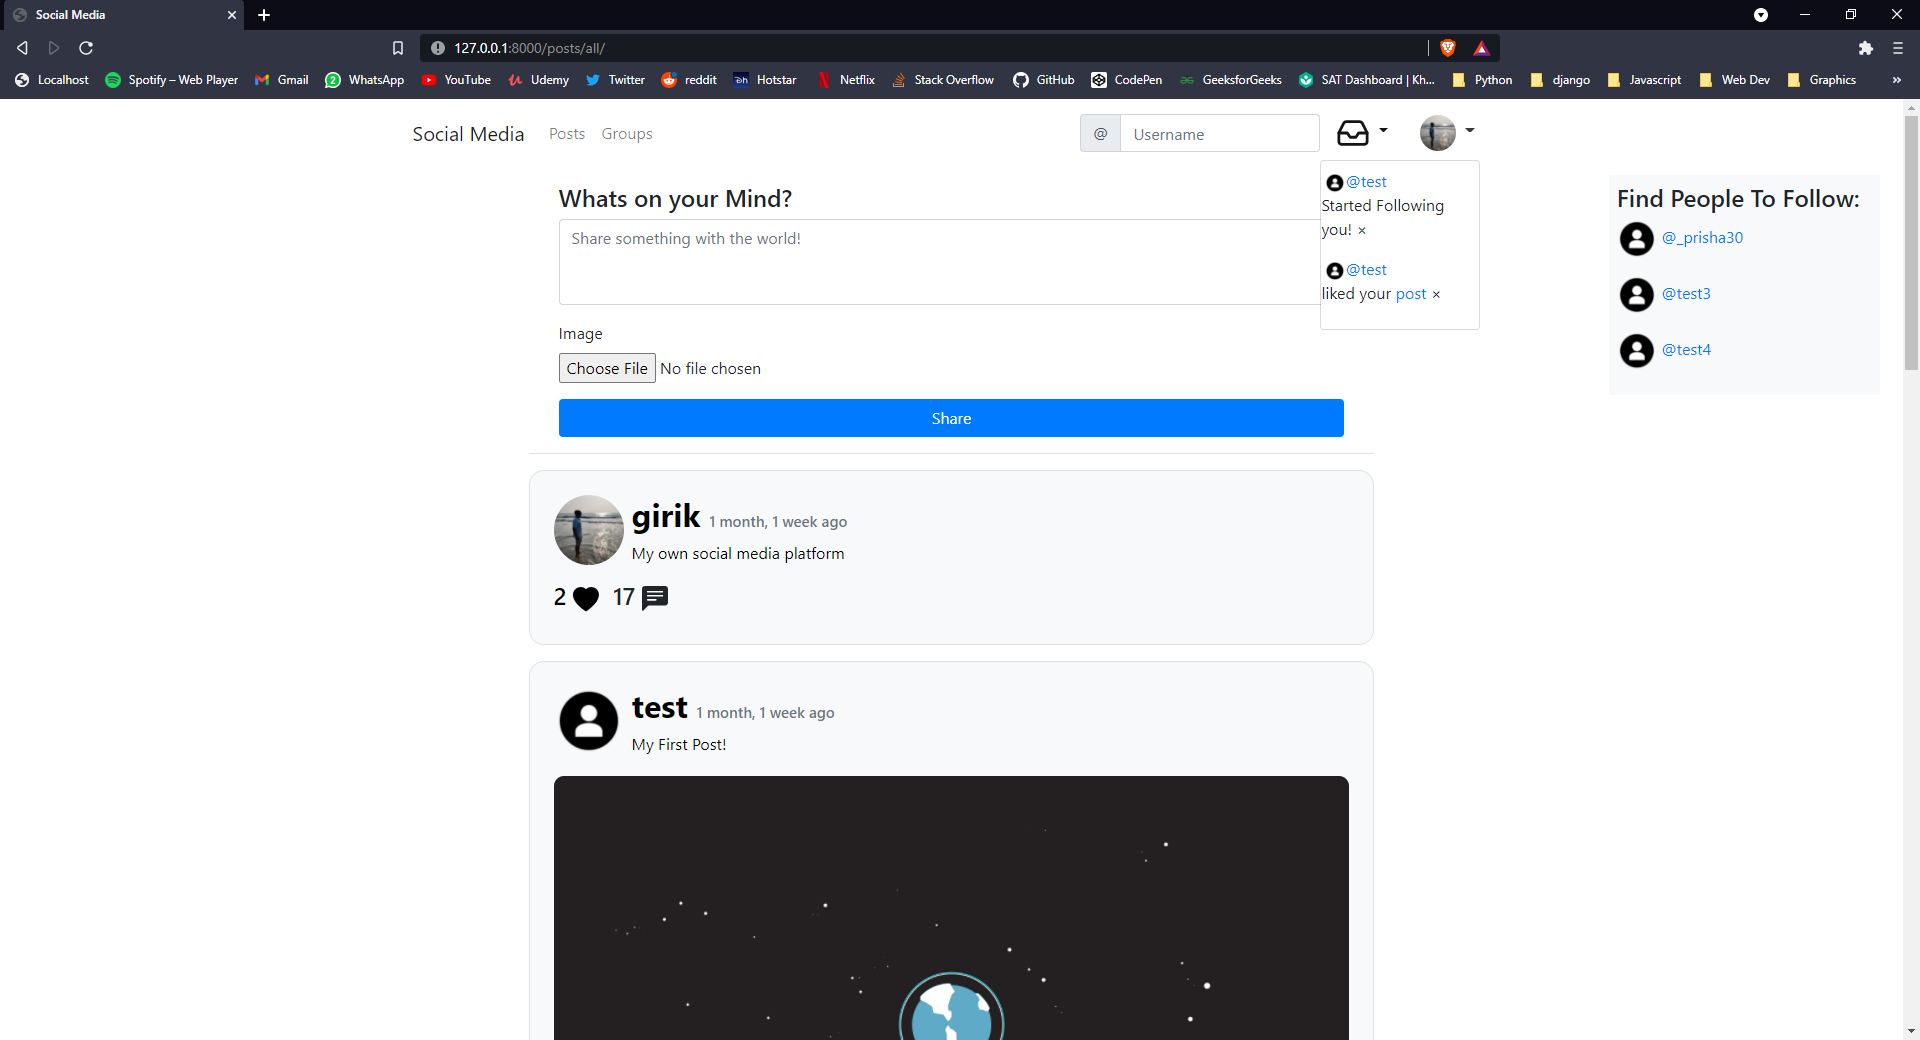 Social Media
127.0.0.1:8000/posts/all/
Localhost
Spotify – Web Player
Gmail
2
WhatsApp
YouTube
Udemy
Twitter
reddit
Hotstar
Netflix
Stack Overflow
GitHub
CodePen
GeeksforGeeks
SAT Dashboard | Kh...
Python
django
Javascript
Web Dev
Graphics
»
Social Media
Posts
Groups
@
Username
@test
Started Following
you! ×
@test
liked your post ×
Whats on your Mind?
Share something with the world!
Image
Choose File No file chosen
Share
Find People To Follow:
@_prisha30
@test3
@test4
girik 1 month, 1 week ago
My own social media platform
2 17
test 1 month, 1 week ago
My First Post!